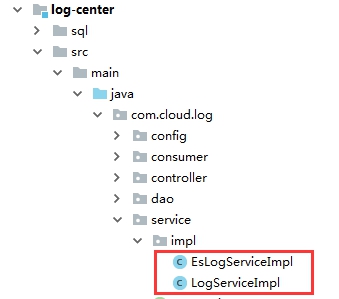 log-center
sql
src
main
java
com.cloud.log
config
consumer
controller
dao
service
impl
C EsLogServiceImpl
C LogServiceImpl